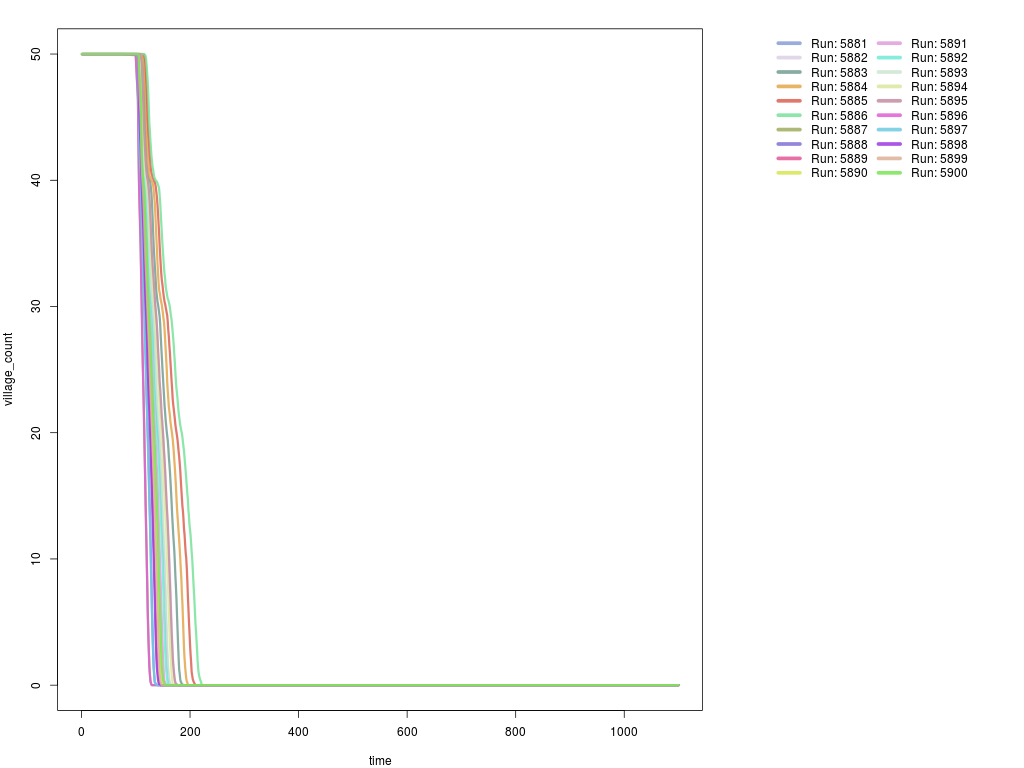 50
40
30
20
10
0
village_count
0 200 400 600 800 1000
time
Run: 5881 Run: 5891
Run: 5882 Run: 5892
Run: 5883 Run: 5893
Run: 5884 Run: 5894
Run: 5885 Run: 5895
Run: 5886 Run: 5896
Run: 5887 Run: 5897
Run: 5888 Run: 5898
Run: 5889 Run: 5899
Run: 5890 Run: 5900